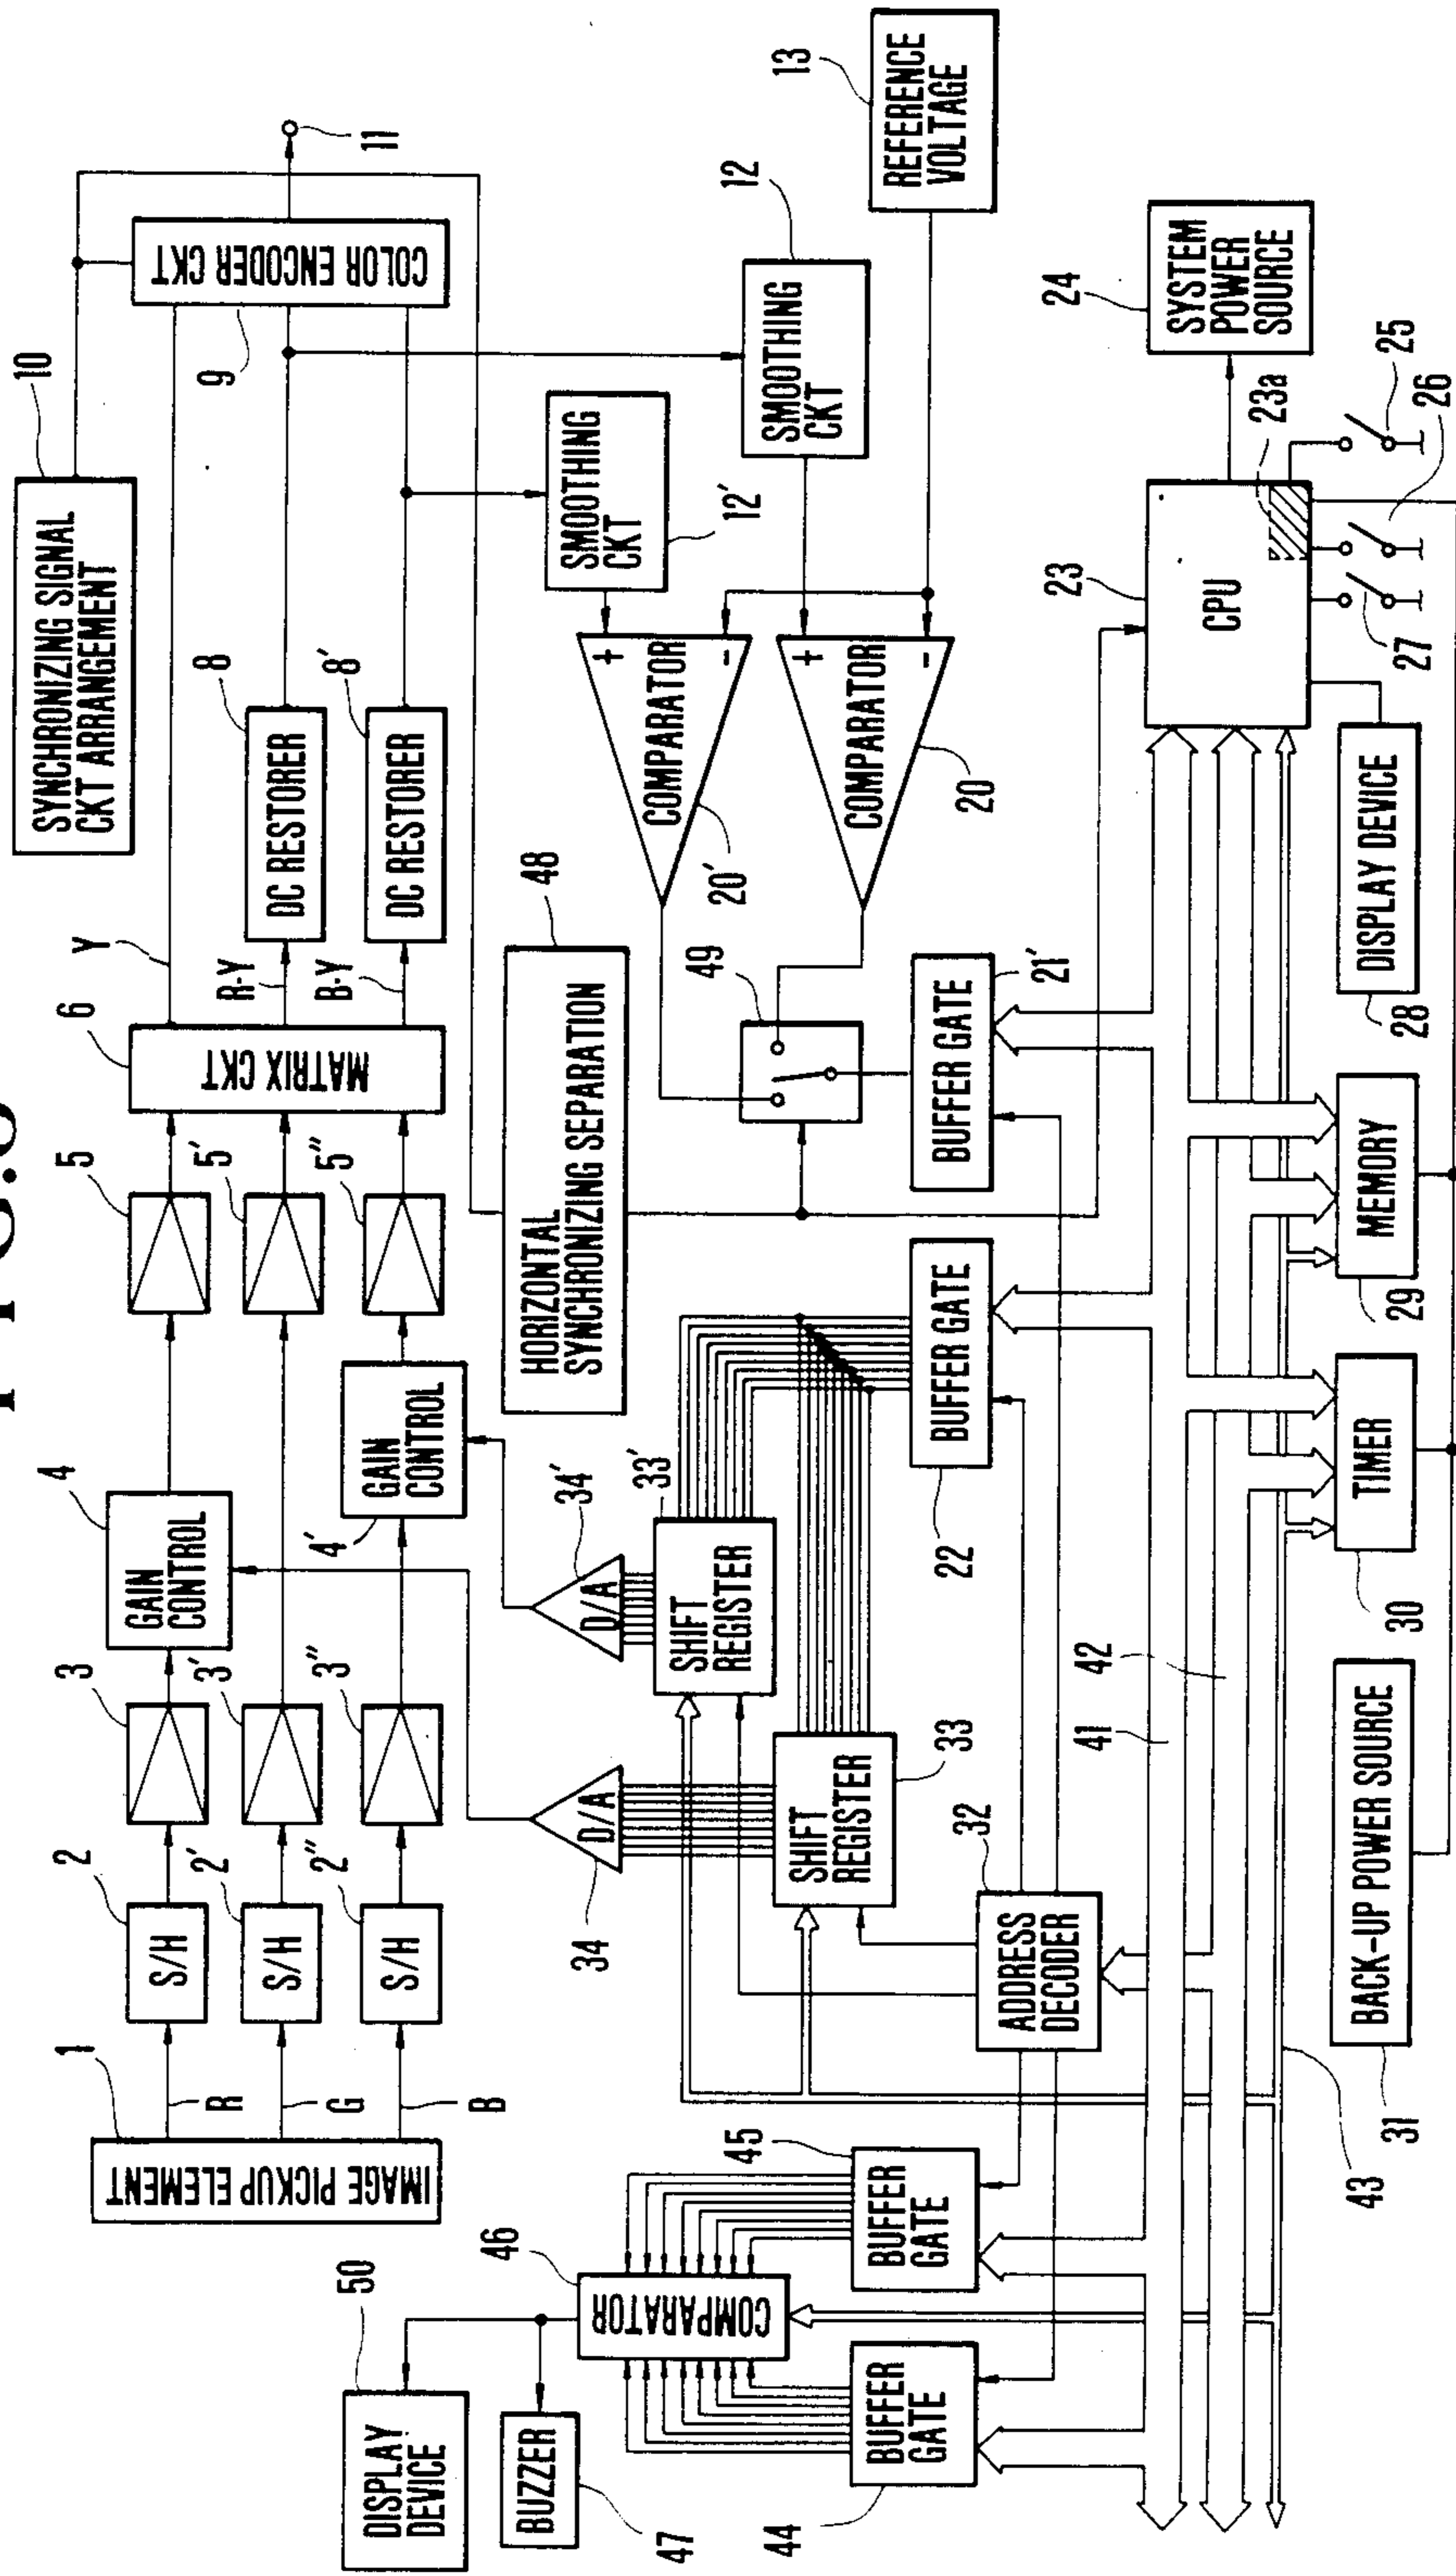 FIG.6
SYNCHRONIZING SIGNAL
CKT ARRANGEMENT
10
IMAGE PICKUP ELEMENT
1
R
G
B
S/H
2
S/H
2'
S/H
2''
3
3'
3''
GAIN
CONTROL
4
GAIN
CONTROL
4'
5
5'
5''
MATRIX CKT
6
Y
R-Y
B-Y
DC RESTORER
8
DC RESTORER
8'
COLOR ENCODER CKT
9
11
SMOOTHING
CKT
12'
SMOOTHING
CKT
12
REFERENCE
VOLTAGE
13
COMPARATOR
+
-
20'
COMPARATOR
+
-
20
HORIZONTAL
SYNCHRONIZING SEPARATION
48
49
BUFFER GATE
21'
BUFFER GATE
22
D/A
34'
SHIFT
REGISTER
33'
D/A
34
SHIFT
REGISTER
33
ADDRESS
DECODER
32
DISPLAY
DEVICE
50
BUZZER
47
COMPARATOR
46
BUFFER
GATE
45
BUFFER
GATE
44
41
42
43
CPU
23
23a
SYSTEM
POWER
SOURCE
24
25
26
27
DISPLAY DEVICE
28
MEMORY
29
TIMER
30
BACK-UP POWER SOURCE
31